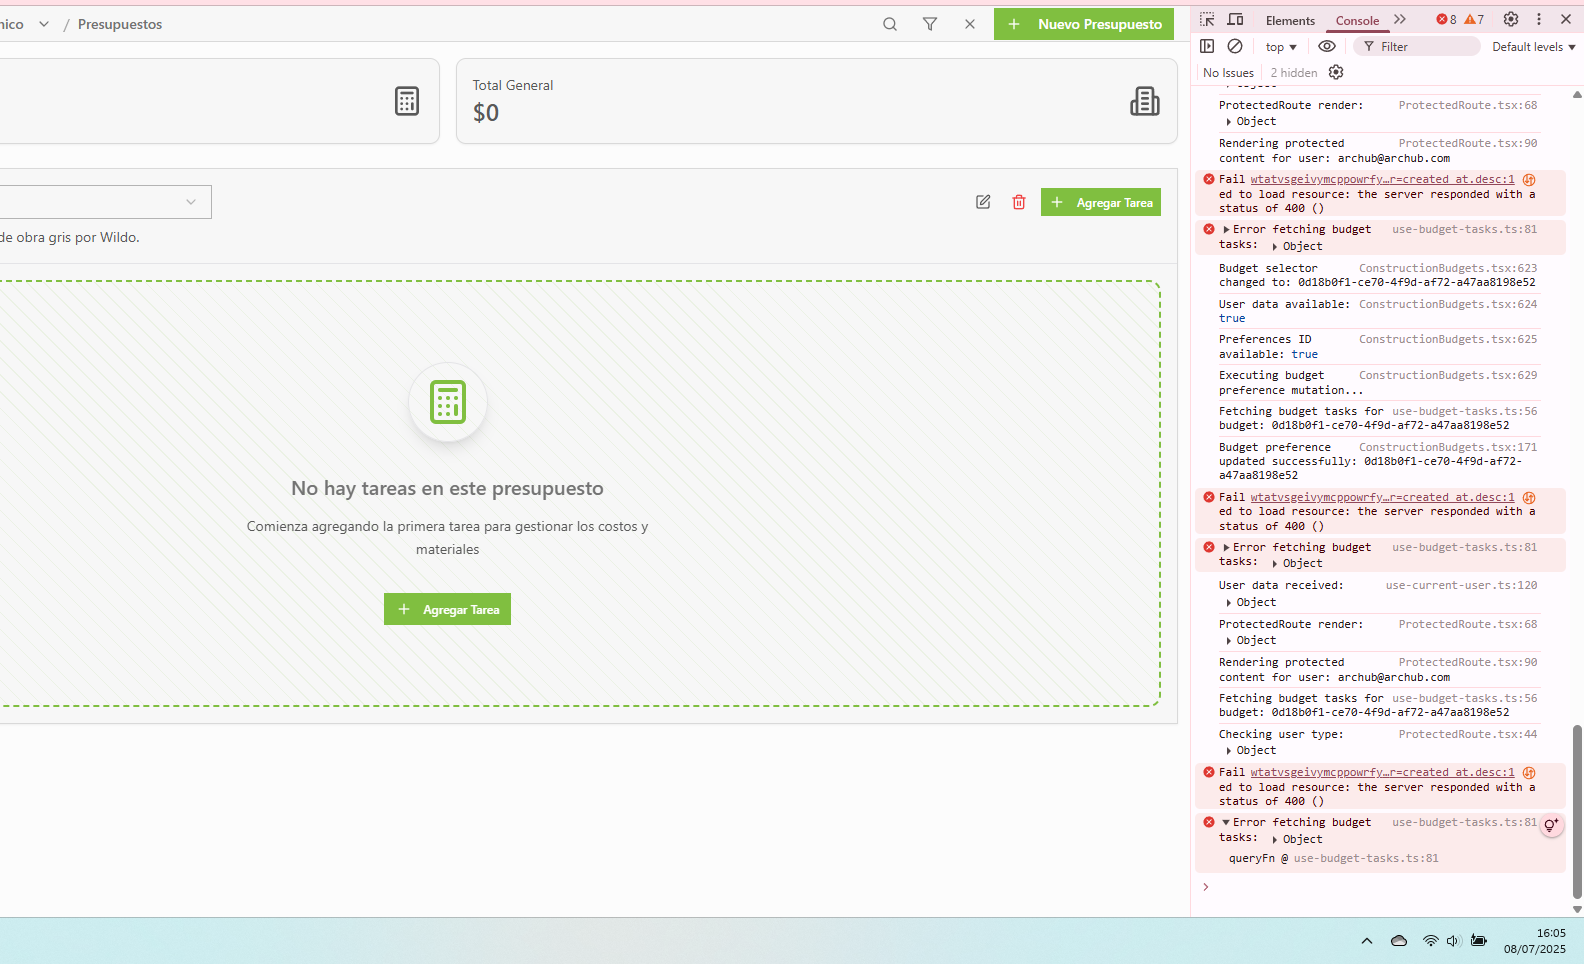 nico / Presupuestos
Nuevo Presupuesto
Total General
$0
Agregar Tarea
de obra gris por Wildo.
No hay tareas en este presupuesto
Comienza agregando la primera tarea para gestionar los costos y
materiales
Agregar Tarea
Elements Console 8 7
top Filter Default levels
No Issues 2 hidden
Object
ProtectedRoute render: ProtectedRoute.tsx:68
Object
Rendering protected ProtectedRoute.tsx:90
content for user: archub@archub.com
Fail wtatvsgeivymcppowrfy…r=created_at.desc:1
ed to load resource: the server responded with a
status of 400 ()
Error fetching budget use-budget-tasks.ts:81
tasks: Object
Budget selector ConstructionBudgets.tsx:623
changed to: 0d18b0f1-ce70-4f9d-af72-a47aa8198e52
User data available: ConstructionBudgets.tsx:624
true
Preferences ID ConstructionBudgets.tsx:625
available: true
Executing budget ConstructionBudgets.tsx:629
preference mutation...
Fetching budget tasks for use-budget-tasks.ts:56
budget: 0d18b0f1-ce70-4f9d-af72-a47aa8198e52
Budget preference ConstructionBudgets.tsx:171
updated successfully: 0d18b0f1-ce70-4f9d-af72-
a47aa8198e52
Fail wtatvsgeivymcppowrfy…r=created_at.desc:1
ed to load resource: the server responded with a
status of 400 ()
Error fetching budget use-budget-tasks.ts:81
tasks: Object
User data received: use-current-user.ts:120
Object
ProtectedRoute render: ProtectedRoute.tsx:68
Object
Rendering protected ProtectedRoute.tsx:90
content for user: archub@archub.com
Fetching budget tasks for use-budget-tasks.ts:56
budget: 0d18b0f1-ce70-4f9d-af72-a47aa8198e52
Checking user type: ProtectedRoute.tsx:44
Object
Fail wtatvsgeivymcppowrfy…r=created_at.desc:1
ed to load resource: the server responded with a
status of 400 ()
Error fetching budget use-budget-tasks.ts:81
tasks: Object
queryFn @ use-budget-tasks.ts:81
16:05
08/07/2025